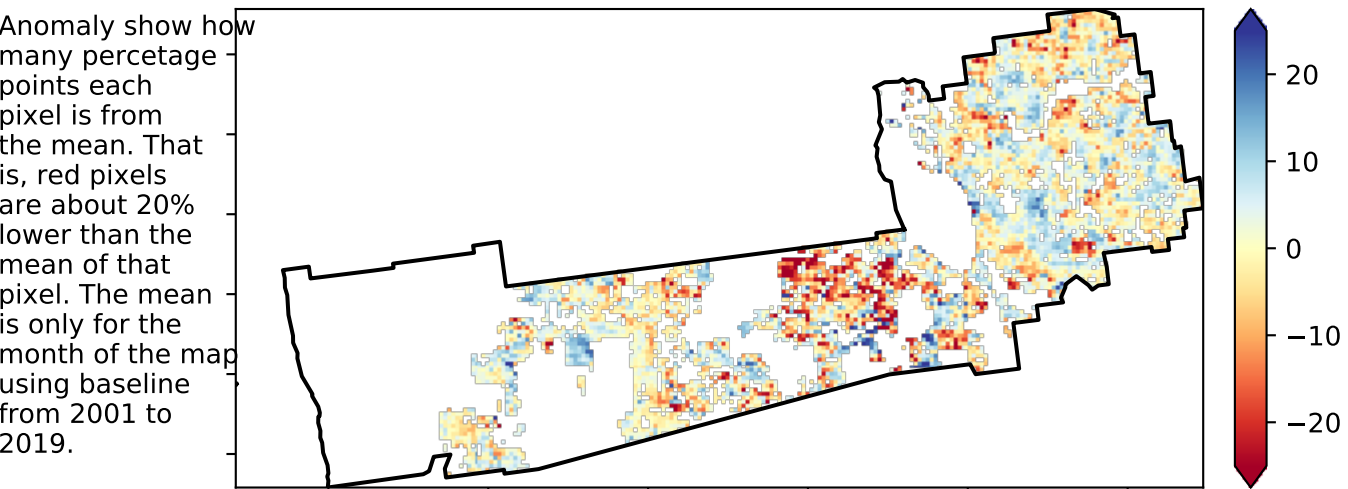 Anomaly show how
many percetage
points each
pixel is from
the mean. That
is, red pixels
are about 20%
lower than the
mean of that
pixel. The mean
is only for the
month of the map
using baseline
from 2001 to
2019.
20
10
0
−10
−20